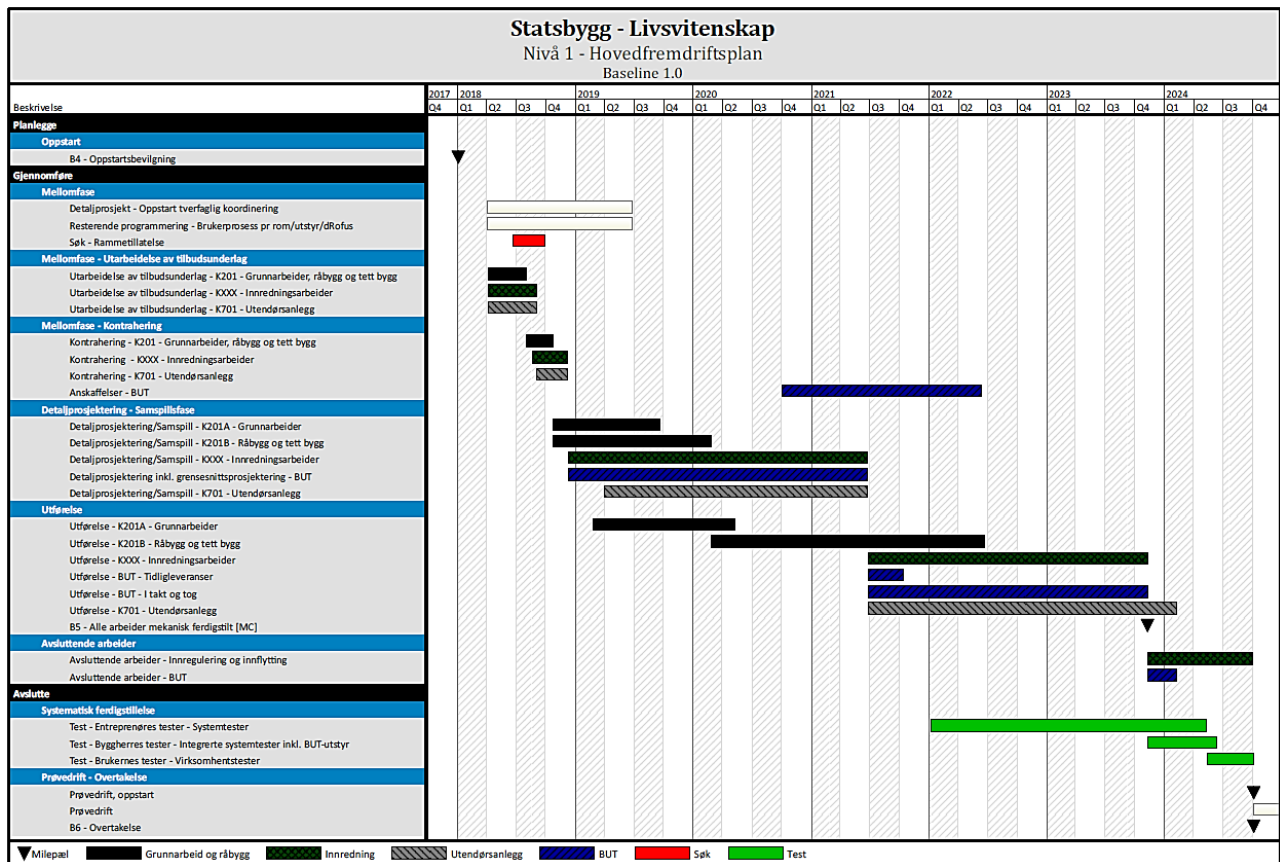 Statsbygg - Livsvitenskap
Nivå 1 - Hovedfremdriftsplan
Baseline 1.0
2017 2018 2019 2020 2021 2022 2023 2024
Beskrivelse Q4 Q1 Q2 Q3 Q4 Q1 Q2 Q3 Q4 Q1 Q2 Q3 Q4 Q1 Q2 Q3 Q4 Q1 Q2 Q3 Q4 Q1 Q2 Q3 Q4 Q1 Q2 Q3 Q4
Planlegge
Oppstart
B4 - Oppstartsbevilgning
Gjennomføre
Mellomfase
Detaljprosjekt - Oppstart tverfaglig koordinering
Resterende programmering - Brukerprosess pr rom/utstyr/dRofus
Søk - Rammetillatelse
Mellomfase - Utarbeidelse av tilbudsunderlag
Utarbeidelse av tilbudsunderlag - K201 - Grunnarbeider, råbygg og tett bygg
Utarbeidelse av tilbudsunderlag - KXXX - Innredningsarbeider
Utarbeidelse av tilbudsunderlag - K701 - Utendørsanlegg
Mellomfase - Kontrahering
Kontrahering - K201 - Grunnarbeider, råbygg og tett bygg
Kontrahering - KXXX - Innredningsarbeider
Kontrahering - K701 - Utendørsanlegg
Anskaffelser - BUT
Detaljprosjektering - Samspillsfase
Detaljprosjektering/Samspill - K201A - Grunnarbeider
Detaljprosjektering/Samspill - K201B - Råbygg og tett bygg
Detaljprosjektering/Samspill - KXXX - Innredningsarbeider
Detaljprosjektering inkl. grensesnittsprosjektering - BUT
Detaljprosjektering/Samspill - K701 - Utendørsanlegg
Utførelse
Utførelse - K201A - Grunnarbeider
Utførelse - K201B - Råbygg og tett bygg
Utførelse - KXXX - Innredningsarbeider
Utførelse - BUT - Tidligleveranser
Utførelse - BUT - I takt og tog
Utførelse - K701 - Utendørsanlegg
B5 - Alle arbeider mekanisk ferdigstilt [MC]
Avsluttende arbeider
Avsluttende arbeider - Innregulering og innflytting
Avsluttende arbeider - BUT
Avslutte
Systematisk ferdigstillelse
Test - Entreprenøres tester - Systemtester
Test - Byggherres tester - Integrerte systemtester inkl. BUT-utstyr
Test - Brukernes tester - Virksomhentstester
Prøvedrift - Overtakelse
Prøvedrift, oppstart
Prøvedrift
B6 - Overtakelse
Milepæl Grunnarbeid og råbygg Innredning Utendørsanlegg BUT Søk Test